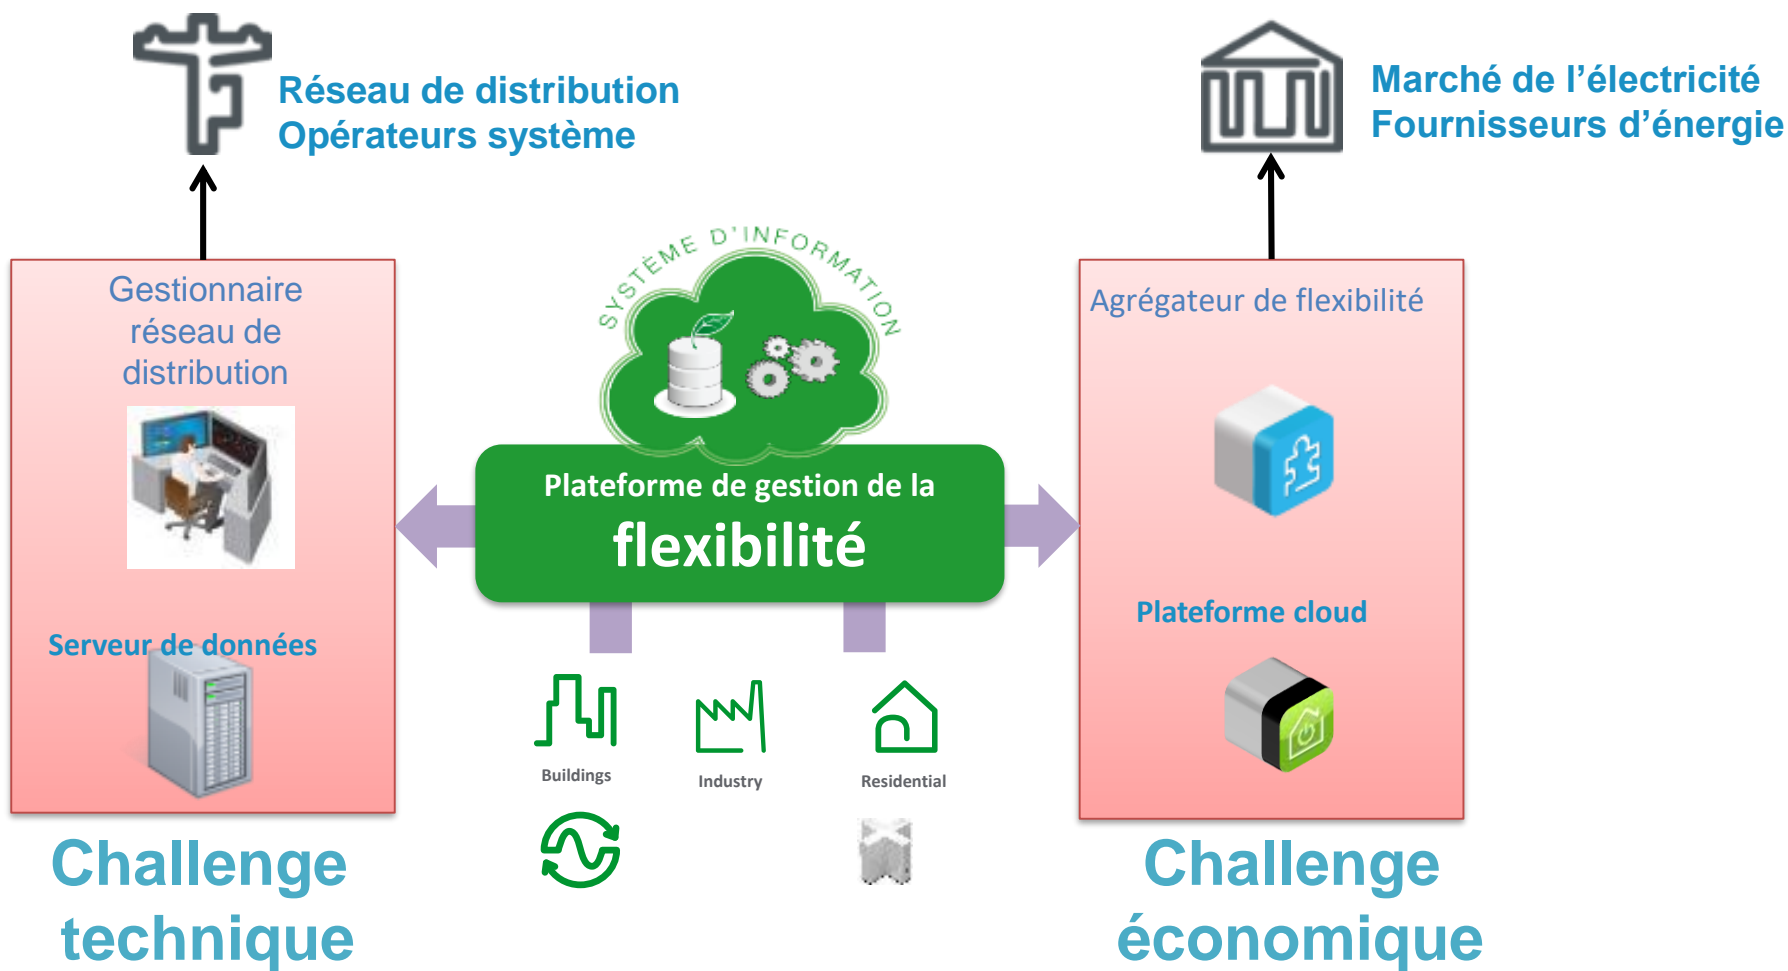 Réseau de distribution
Opérateurs système
Marché de l’électricité
Fournisseurs d’énergie
Gestionnaire
réseau de
distribution
Serveur de données
SYSTÈME D'INFORMATION
Plateforme de gestion de la
flexibilité
Buildings
Industry
Residential
Agrégateur de flexibilité
Plateforme cloud
Challenge
technique
Challenge
économique